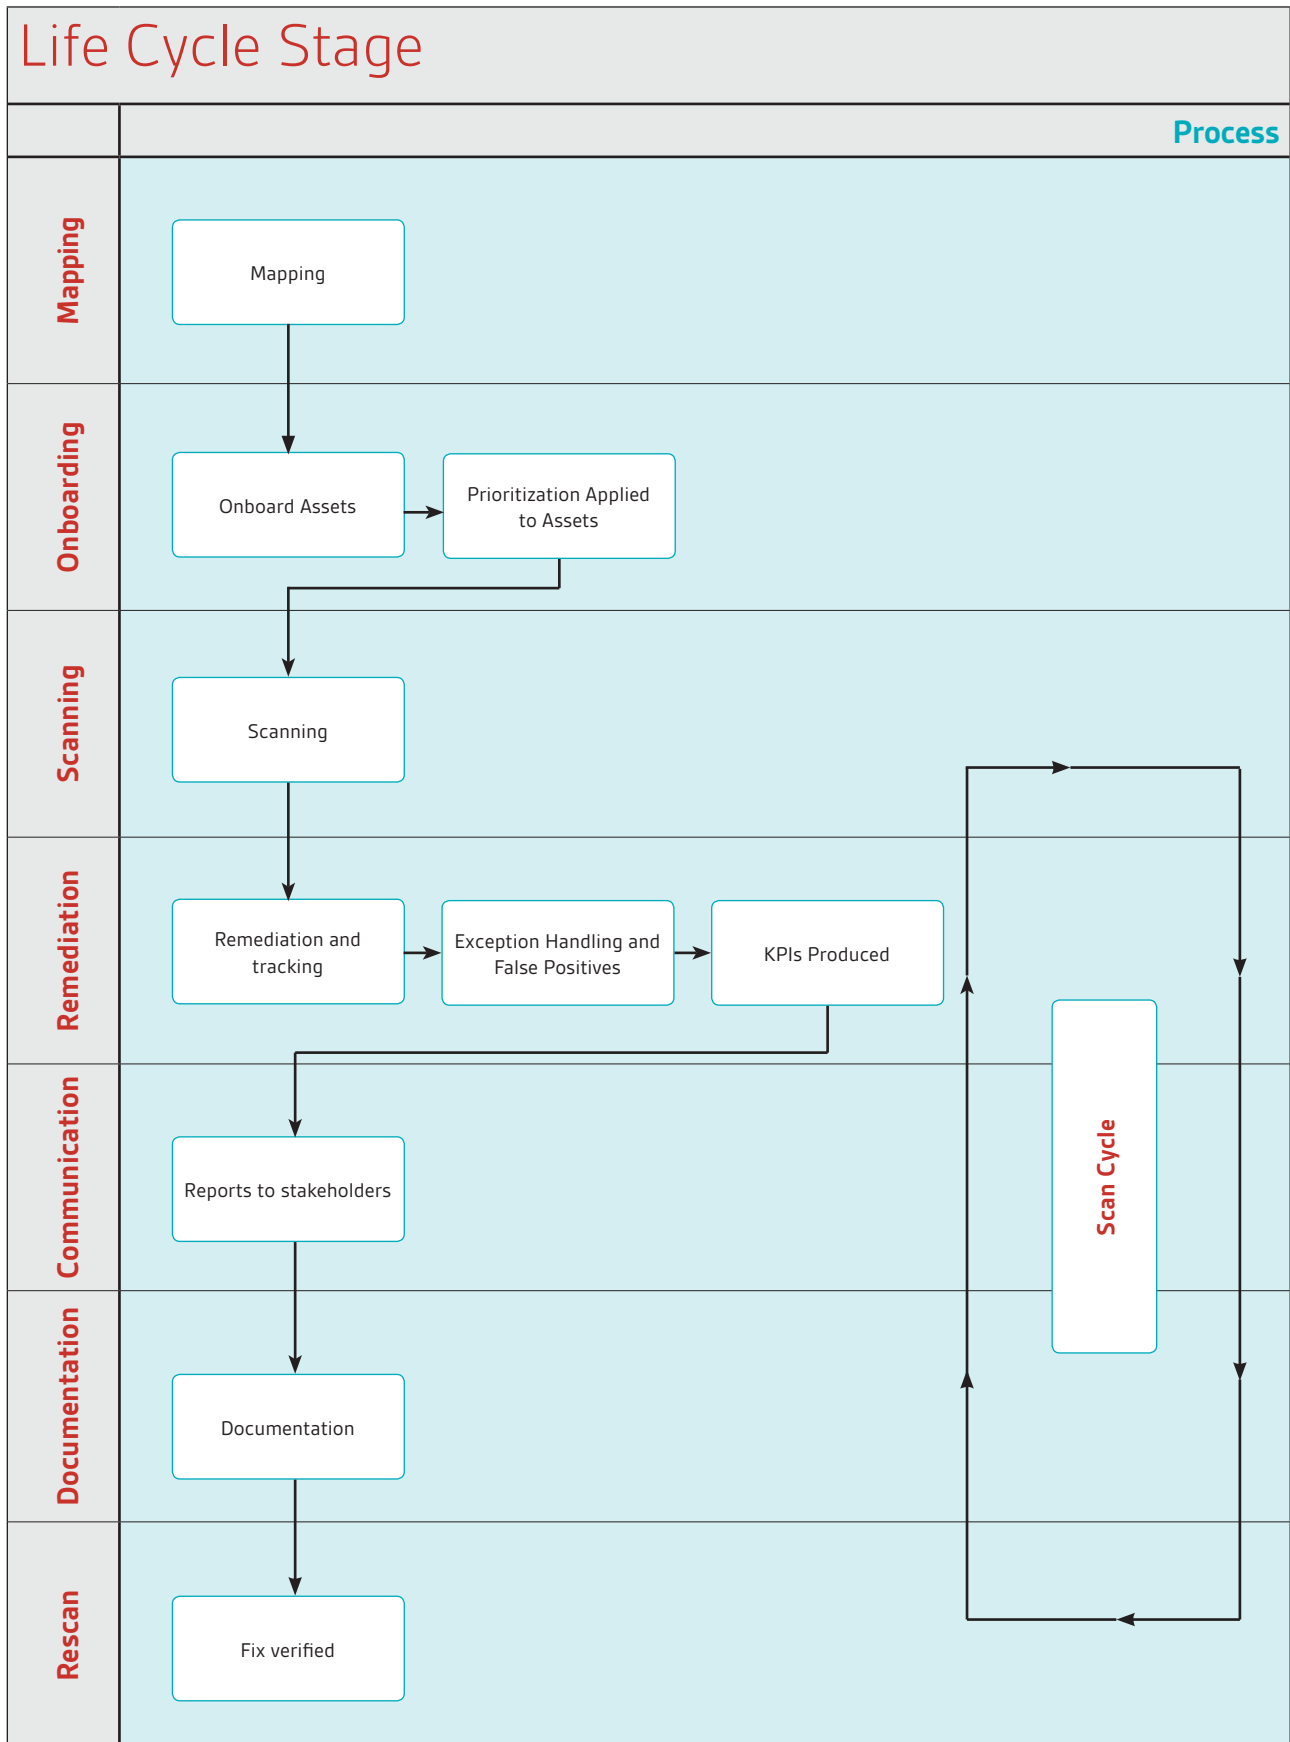 Life Cycle Stage
Process
Mapping
Mapping
Onboarding
Onboard Assets
Prioritization Applied
to Assets
Scanning
Scanning
Remediation
Remediation and
tracking
Exception Handling and
False Positives
KPIs Produced
Communication
Reports to stakeholders
Scan Cycle
Documentation
Documentation
Rescan
Fix verified